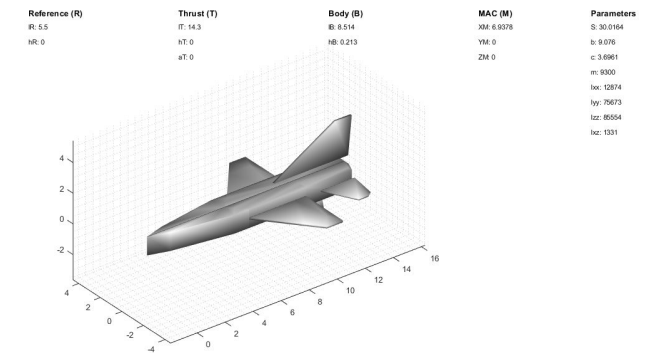 Reference (R) Thrust (T) Body (B) MAC (M) Parameters
lR: 5.5 lT: 14.3 lB: 8.514 XM: 6.9378 S: 30.0164
hR: 0 hT: 0 hB: 0.213 YM: 0 b: 9.076
aT: 0 ZM: 0 c: 3.6961
m: 9300
Ixx: 12874
Iyy: 75673
Izz: 85554
Ixz: 1331
4
2
0
-2
4
2
0
-2
-4
0
2
4
6
8
10
12
14
16